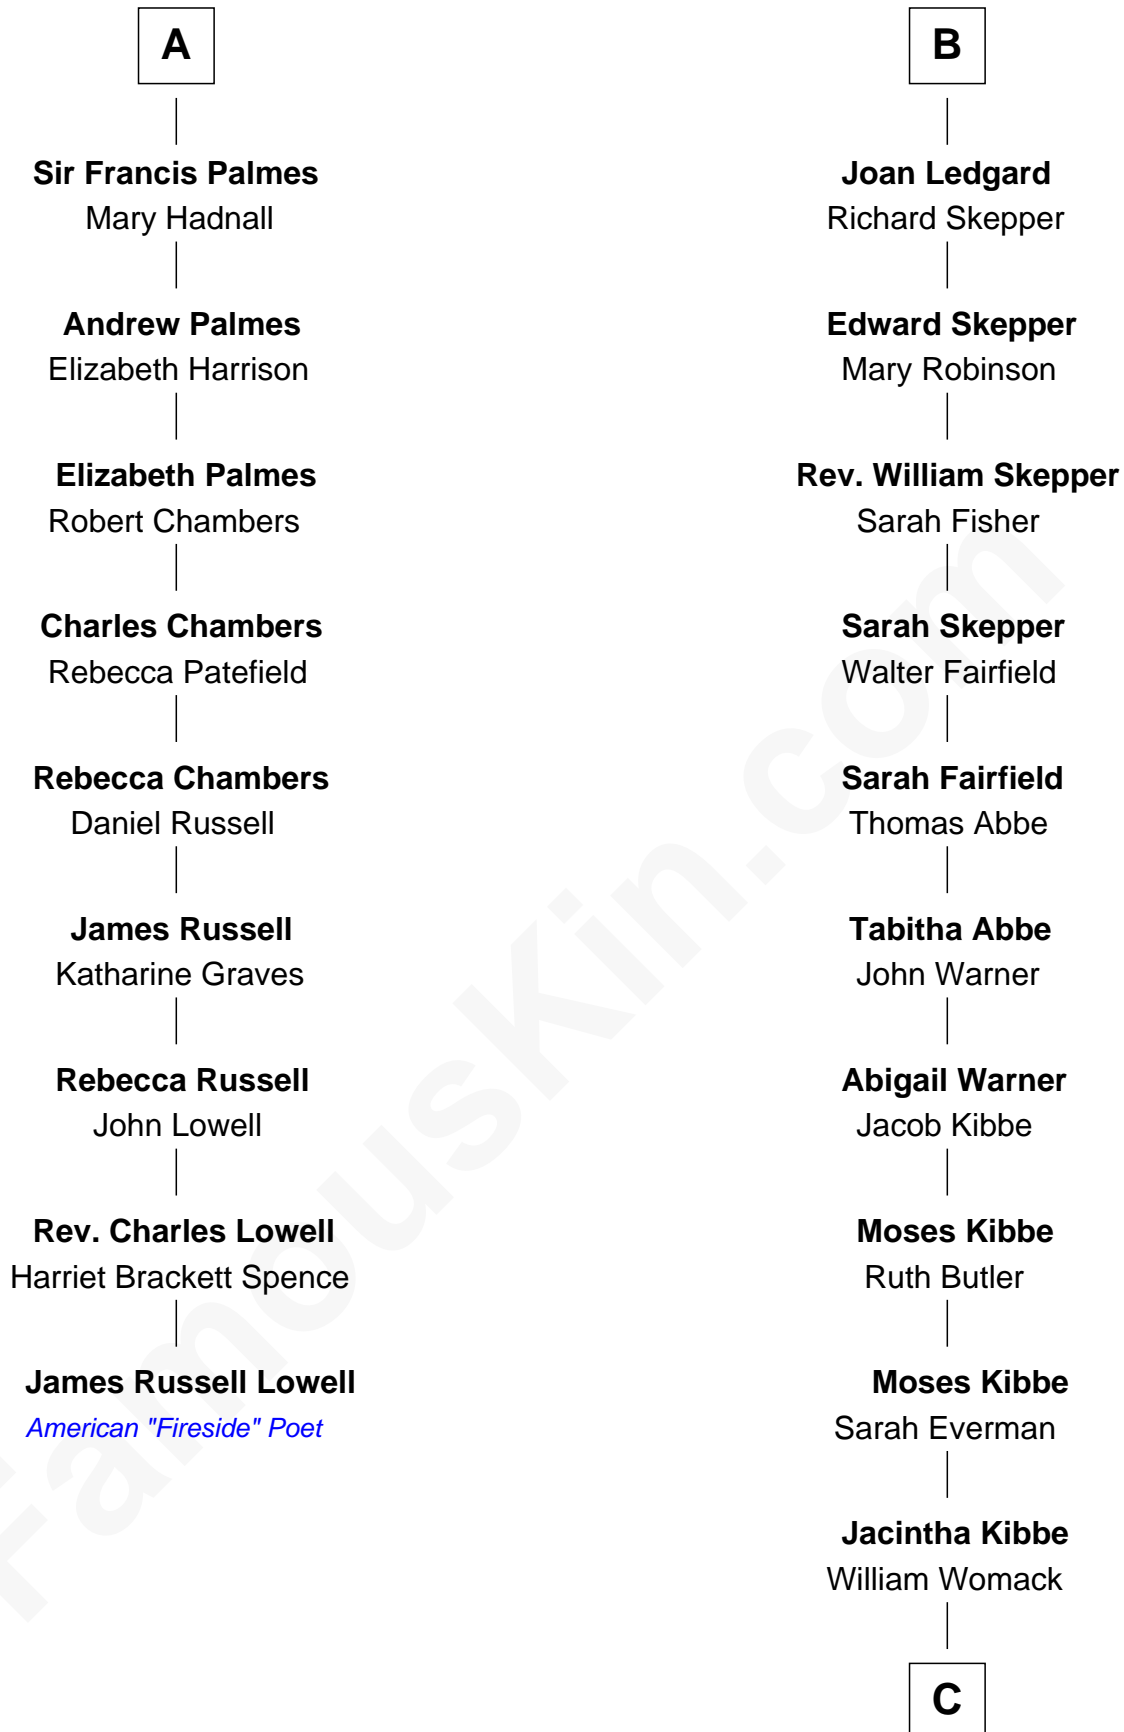 A
Sir Francis Palmes
Mary Hadnall
Andrew Palmes
Elizabeth Harrison
Elizabeth Palmes
Robert Chambers
Charles Chambers
Rebecca Patefield
Rebecca Chambers
Daniel Russell
James Russell
Katharine Graves
Rebecca Russell
John Lowell
Rev. Charles Lowell
Harriet Brackett Spence
James Russell Lowell
American "Fireside" Poet
B
Joan Ledgard
Richard Skepper
Edward Skepper
Mary Robinson
Rev. William Skepper
Sarah Fisher
Sarah Skepper
Walter Fairfield
Sarah Fairfield
Thomas Abbe
Tabitha Abbe
John Warner
Abigail Warner
Jacob Kibbe
Moses Kibbe
Ruth Butler
Moses Kibbe
Sarah Everman
Jacintha Kibbe
William Womack
C
FamousKin.com